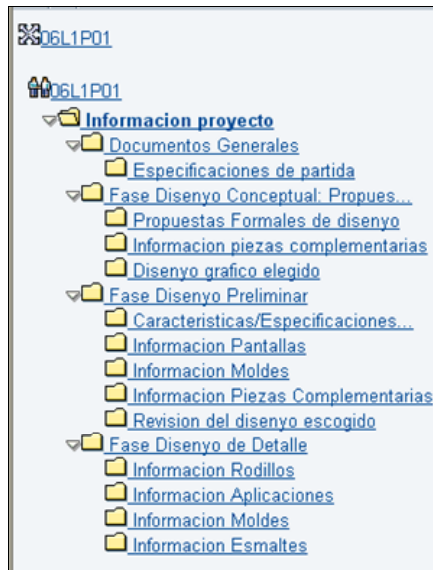 06L1P01
06L1P01
Informacion proyecto
Documentos Generales
Especificaciones de partida
Fase Disenyo Conceptual: Propues...
Propuestas Formales de disenyo
Informacion piezas complementarias
Disenyo grafico elegido
Fase Disenyo Preliminar
Caracteristicas/Especificaciones...
Informacion Pantallas
Informacion Moldes
Informacion Piezas Complementarias
Revision del disenyo escogido
Fase Disenyo de Detalle
Informacion Rodillos
Informacion Aplicaciones
Informacion Moldes
Informacion Esmaltes